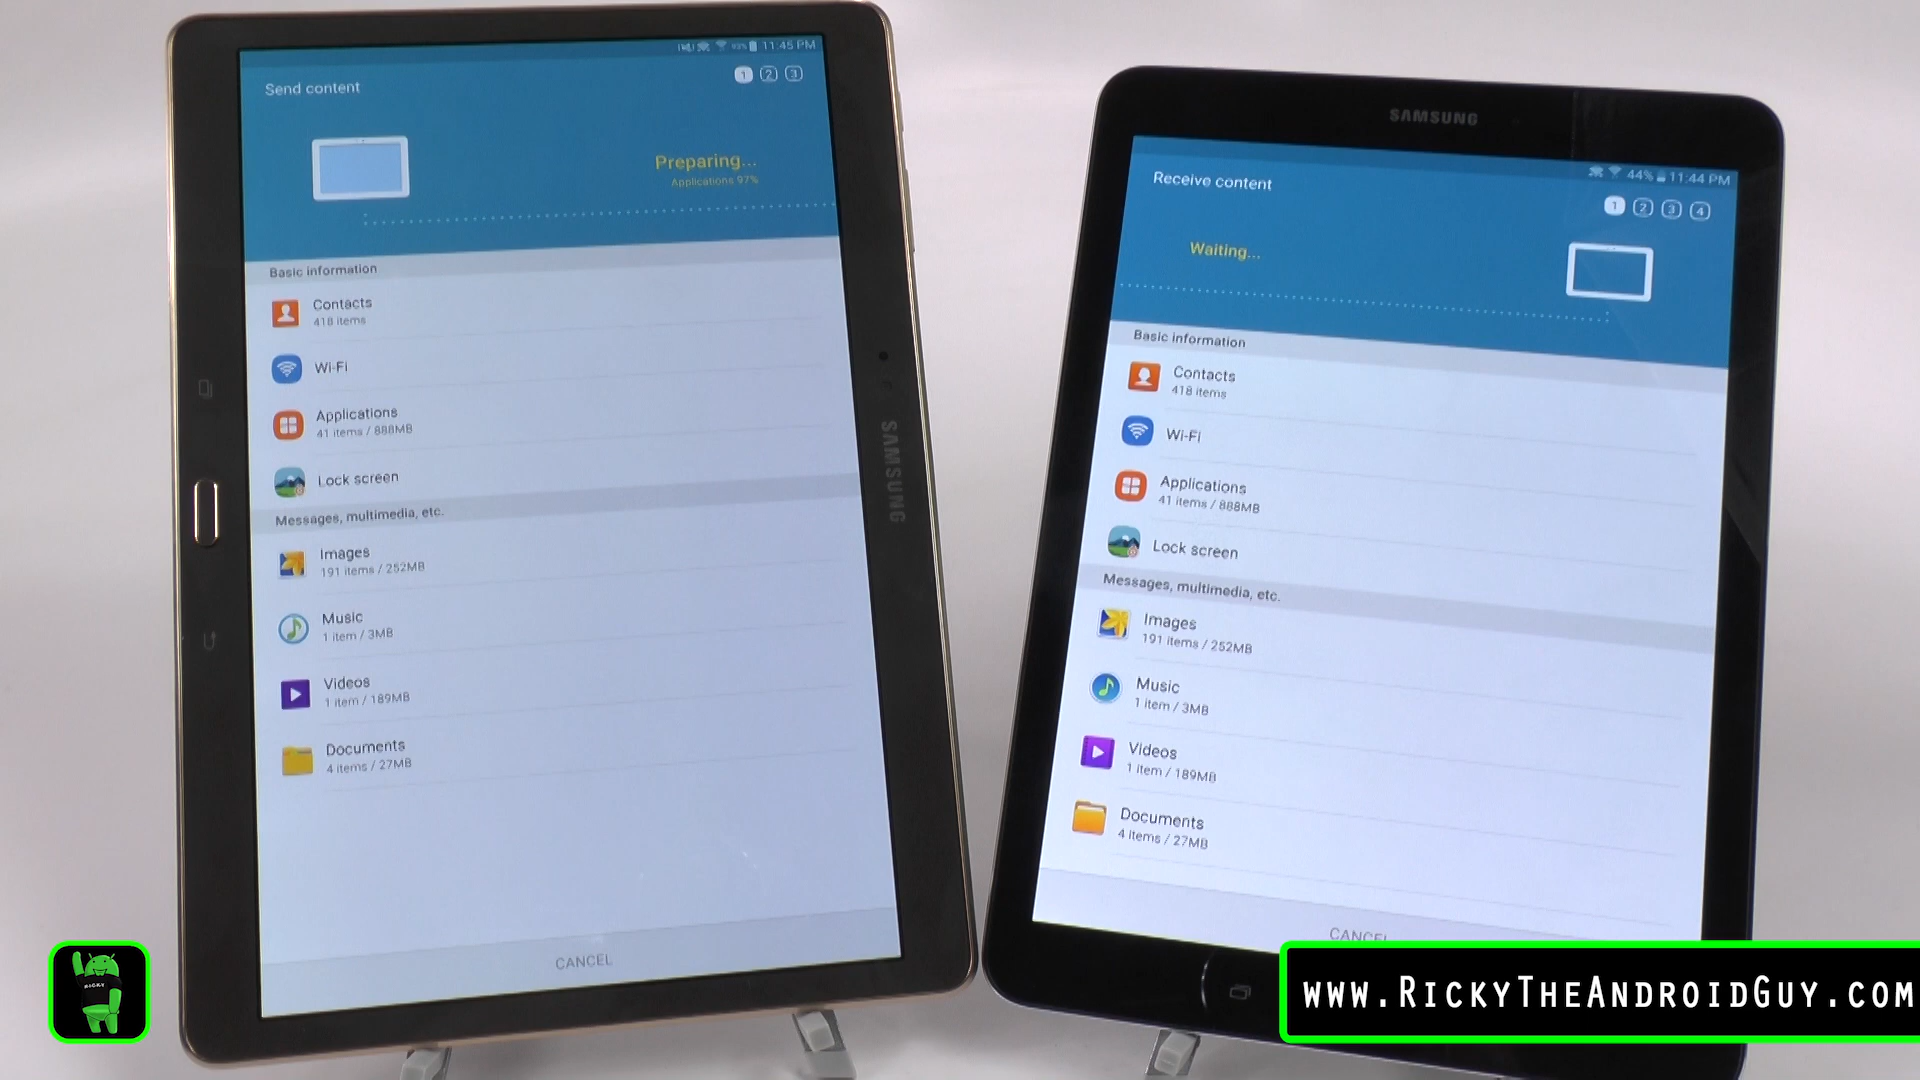 93% 11:45 PM
Send content
1 2 3
Preparing...
Applications 97%
Basic information
Contacts
418 items
Wi-Fi
Applications
41 items / 888MB
Lock screen
Messages, multimedia, etc.
Images
191 items / 252MB
Music
1 item / 3MB
Videos
1 item / 189MB
Documents
4 items / 27MB
CANCEL
SAMSUNG
SAMSUNG
44% 11:44 PM
Receive content
1 2 3 4
Waiting...
Basic information
Contacts
418 items
Wi-Fi
Applications
41 items / 888MB
Lock screen
Messages, multimedia, etc.
Images
191 items / 252MB
Music
1 item / 3MB
Videos
1 item / 189MB
Documents
4 items / 27MB
CANCEL
RICKY
www.RickyTheAndroidGuy.com